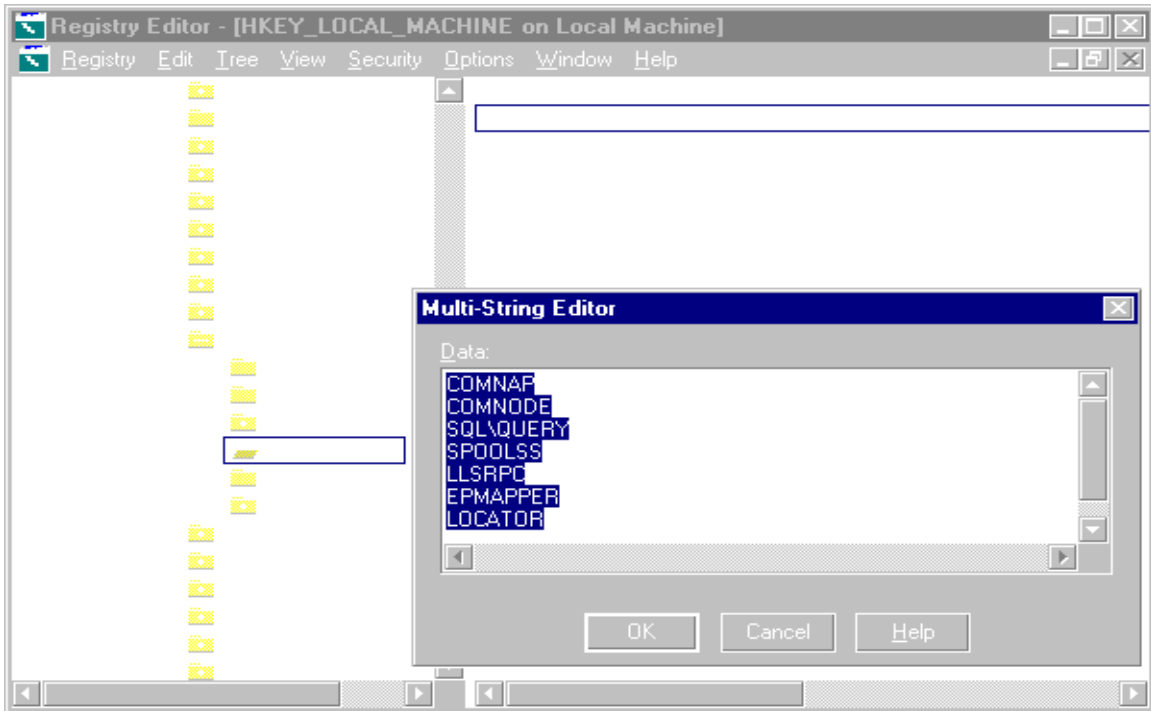 Registry Editor - [HKEY_LOCAL_MACHINE on Local Machine]
Registry Edit Tree View Security Options Window Help
Multi-String Editor
Data:
COMNAP
COMNODE
SQL\QUERY
SPOOLSS
LLSRPC
EPMAPPER
LOCATOR
OK Cancel Help